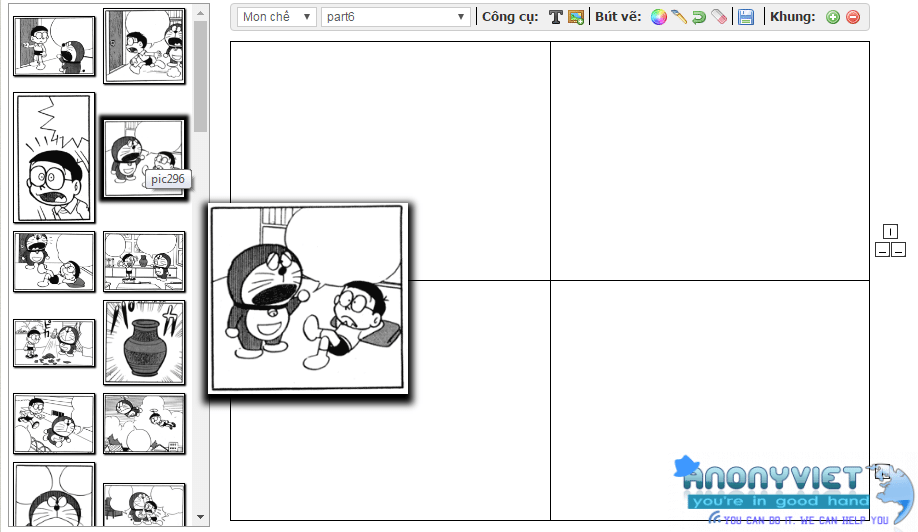 Mon chế part6 Công cụ: T Bút vẽ: Khung:
pic296
ANONYVIET
you're in good hand
YOU CAN DO IT, WE CAN HELP YOU